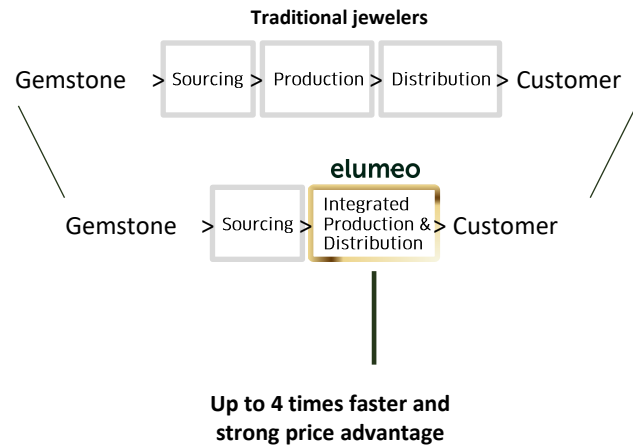 Traditional jewelers
Gemstone > Sourcing > Production > Distribution > Customer
elumeo
Gemstone > Sourcing > Integrated Production & Distribution > Customer
Up to 4 times faster and
strong price advantage